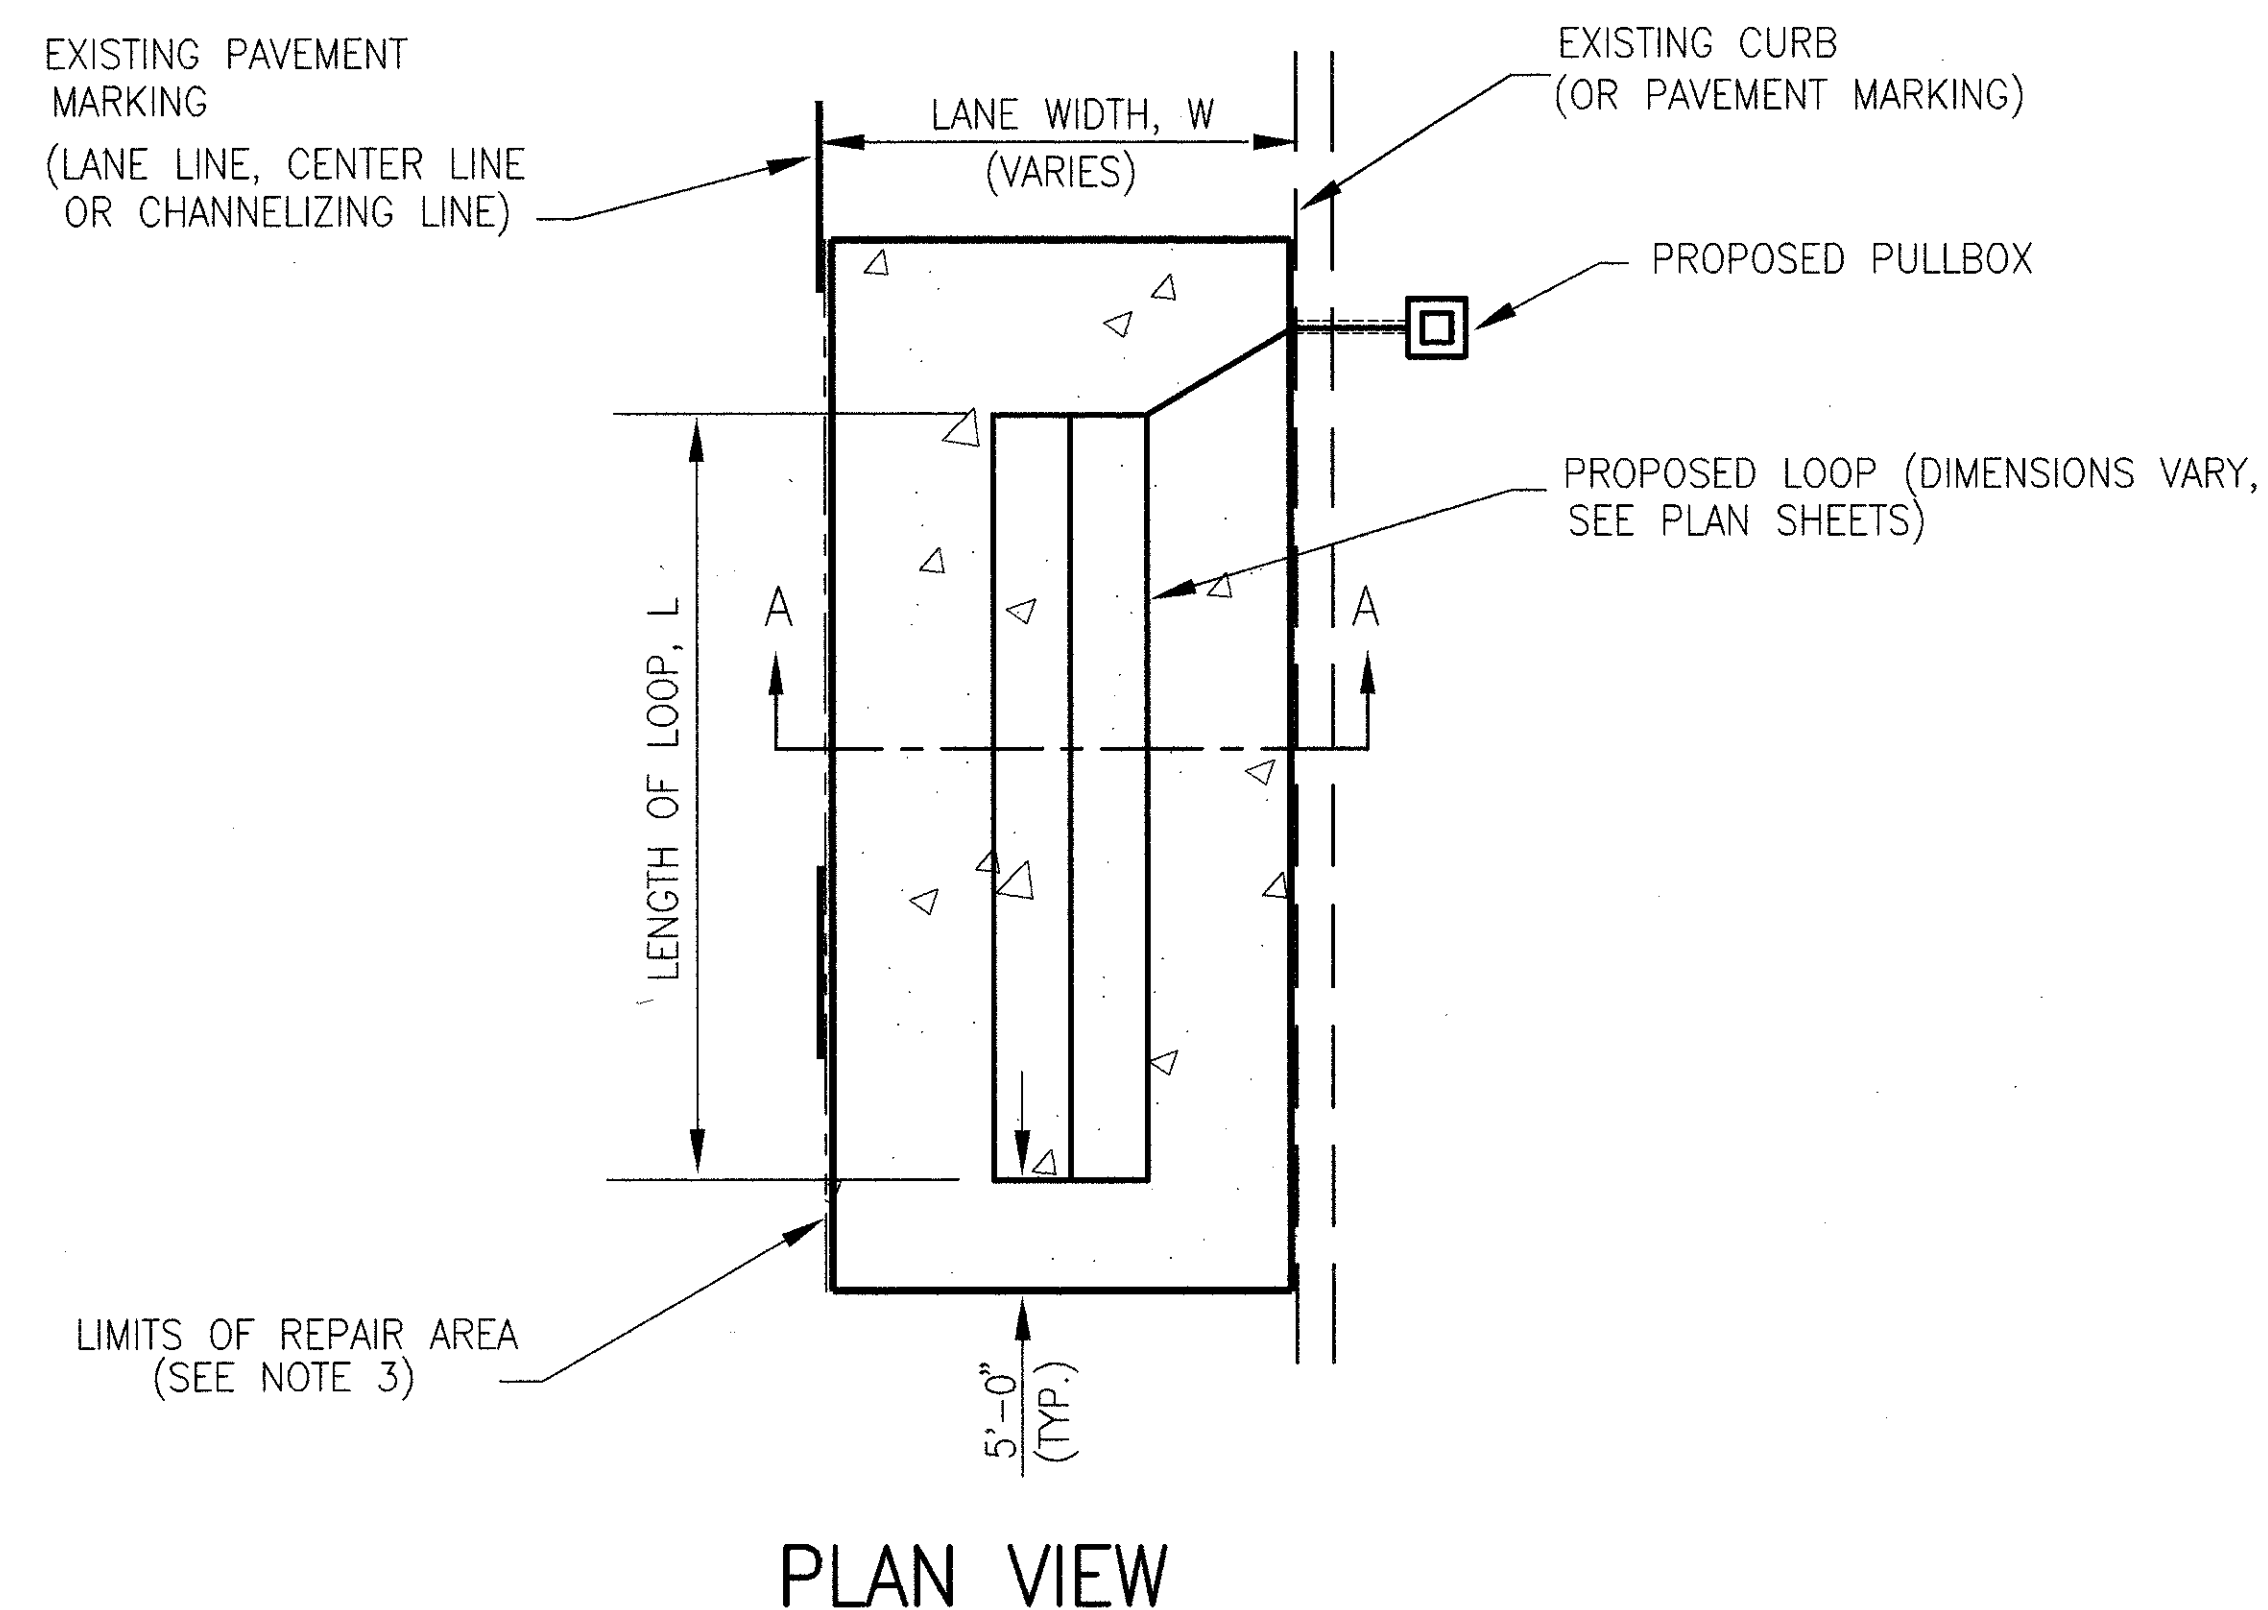 EXISTING PAVEMENT
MARKING
(LANE LINE, CENTER LINE
OR CHANNELIZING LINE)
LANE WIDTH, W
(VARIES)
EXISTING CURB
(OR PAVEMENT MARKING)
PROPOSED PULLBOX
PROPOSED LOOP (DIMENSIONS VARY,
SEE PLAN SHEETS)
A
A
LENGTH OF LOOP, L
LIMITS OF REPAIR AREA
(SEE NOTE 3)
5'-0"
(TYP.)
PLAN VIEW